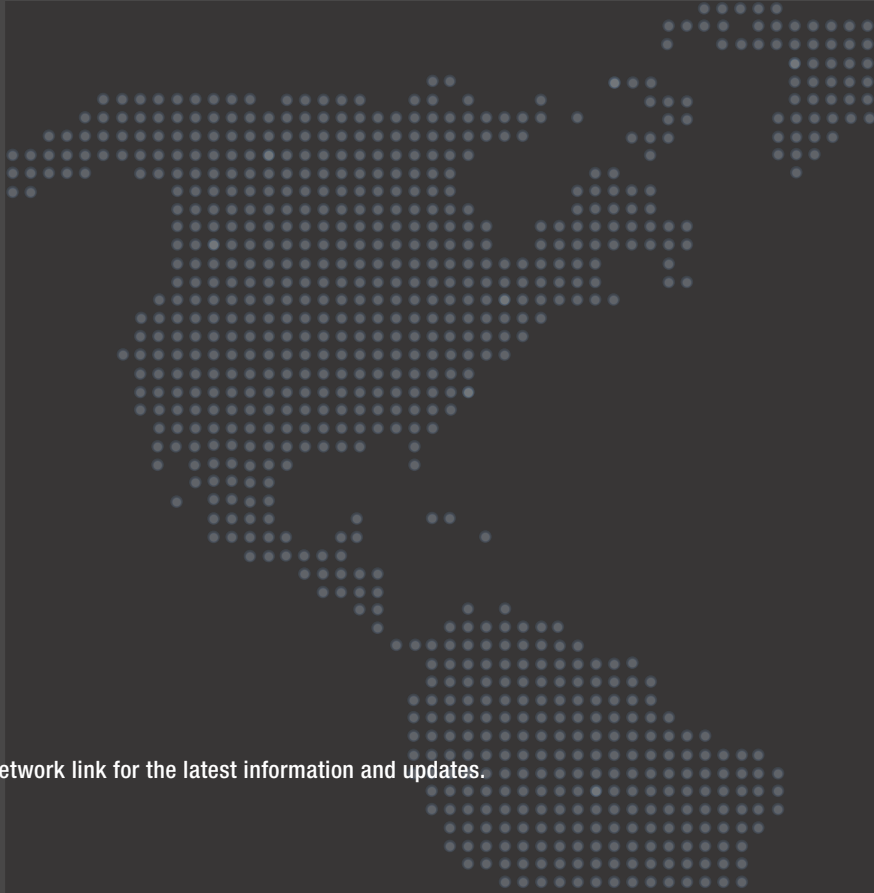 etwork link for the latest information and updates.